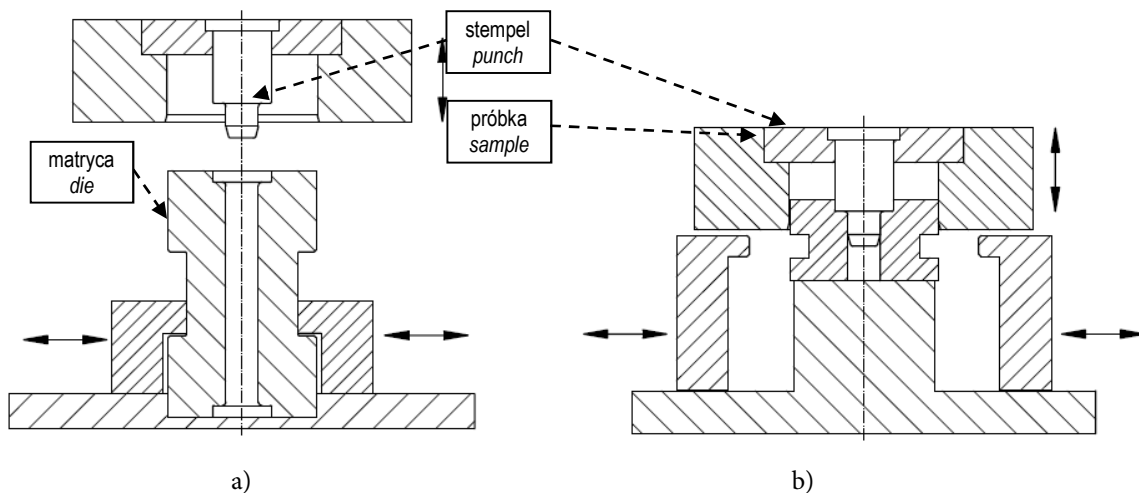 stempel
punch
próbka
sample
matryca
die
a)
b)